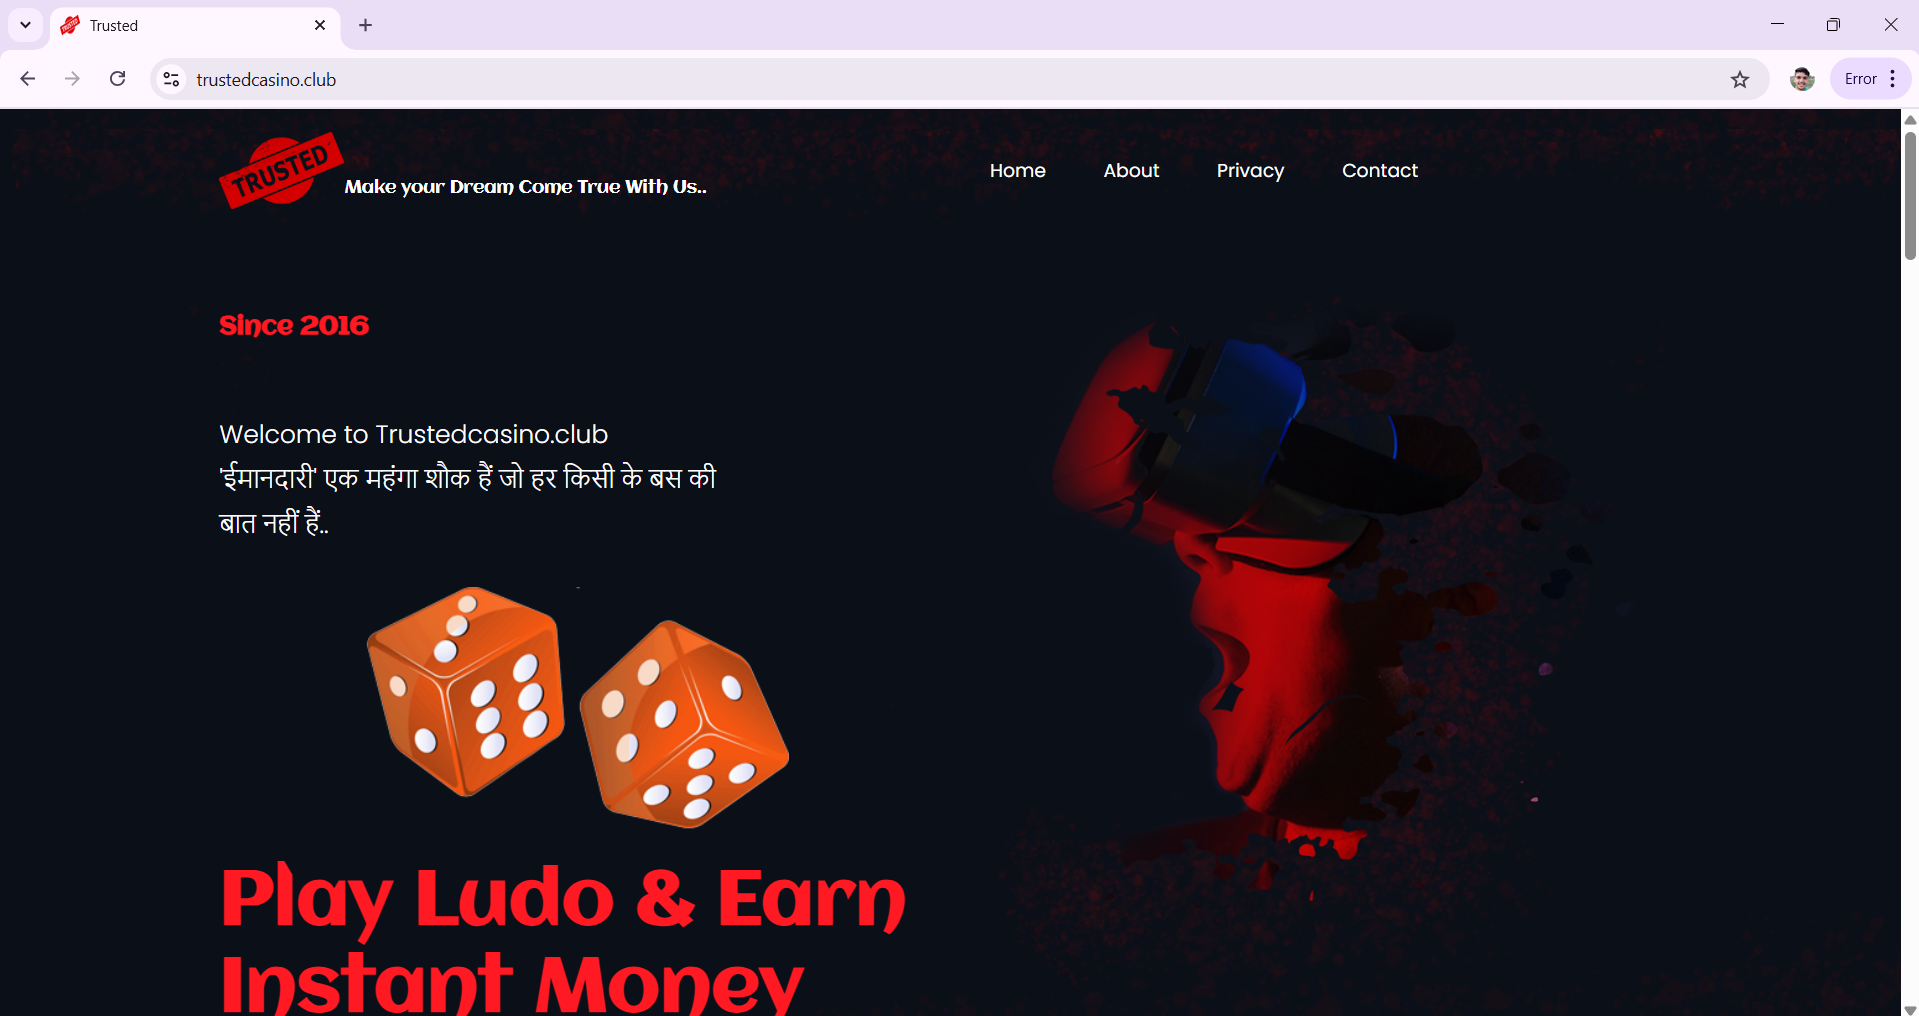 Trusted
trustedcasino.club
Error
TRUSTED
Make your Dream Come True With Us..
Home
About
Privacy
Contact
Since 2016
Welcome to Trustedcasino.club
'ईमानदारी' एक महंगा शौक हैं जो हर किसी के बस की
बात नहीं हैं..
Play Ludo & Earn
Instant Money